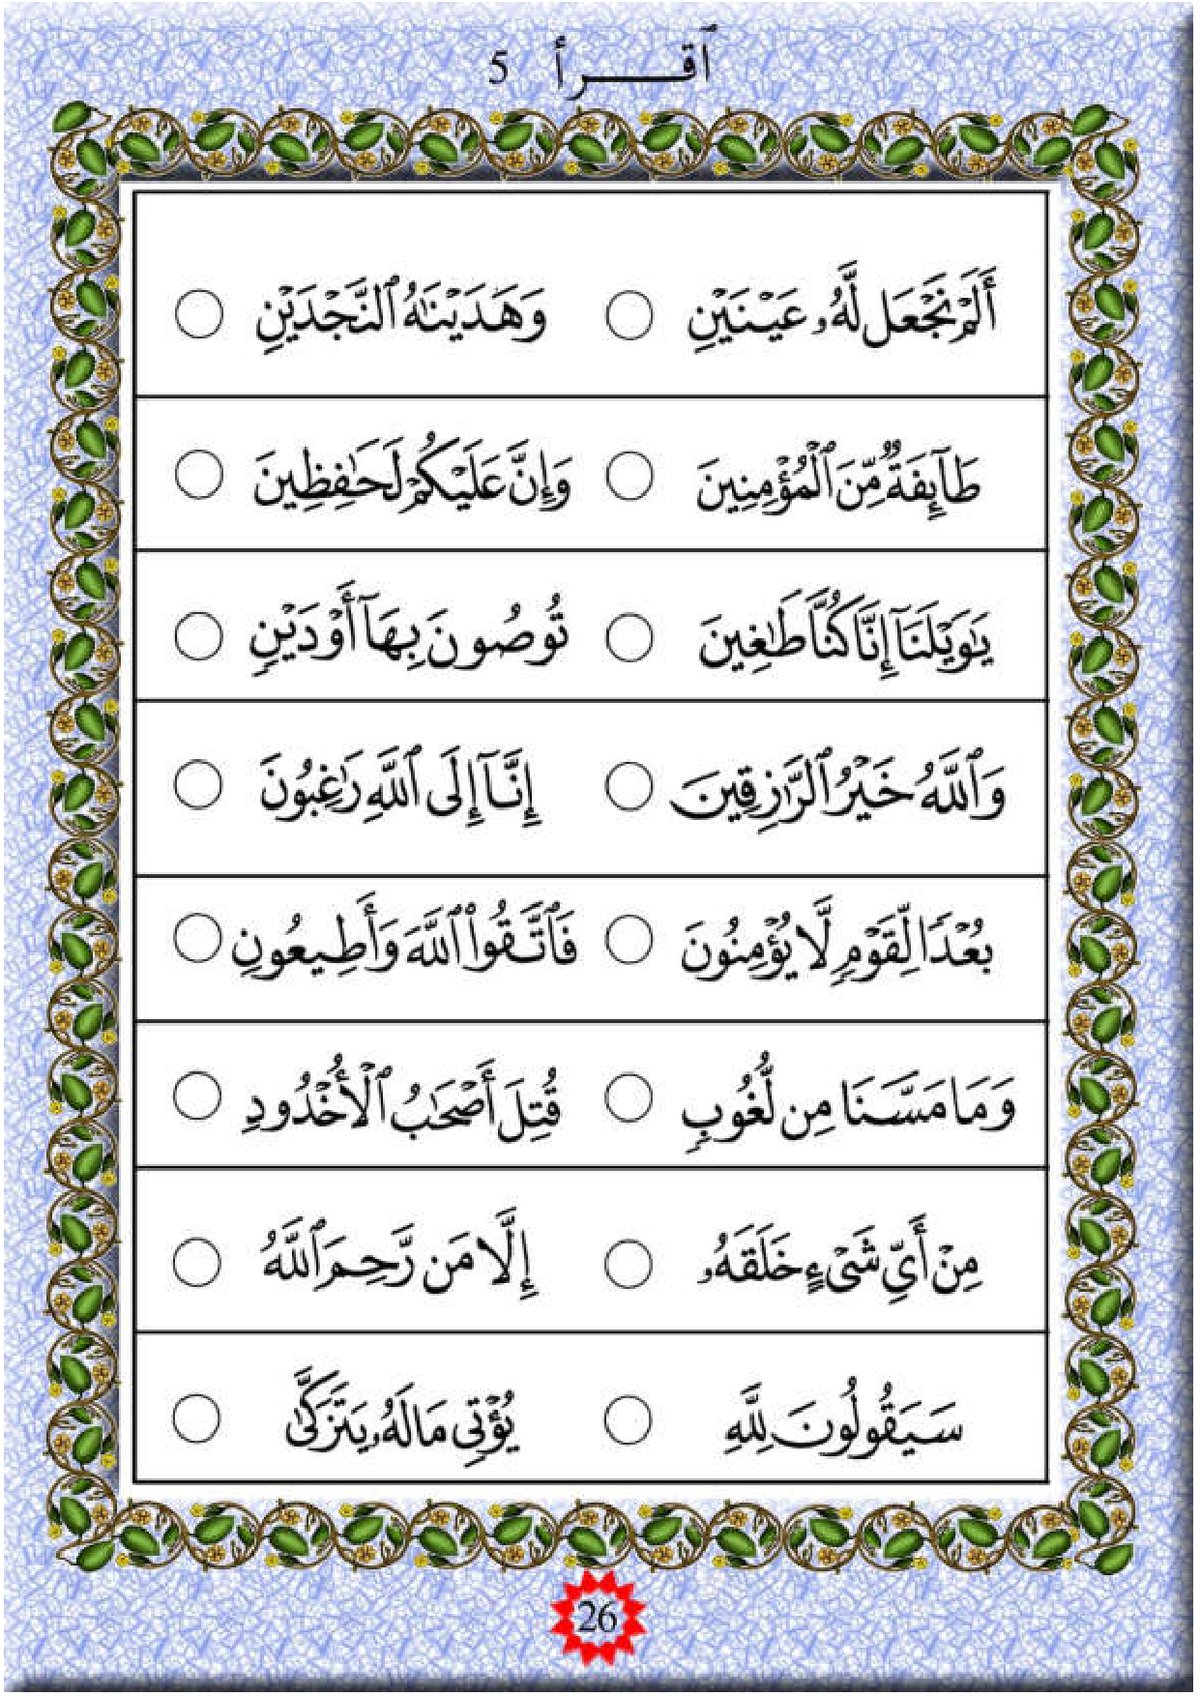 ٱقـــرأ 5
أَلَمۡ نَجۡعَل لَّهُۥ عَيۡنَيۡنِ ○ وَهَدَيۡنَٰهُ ٱلنَّجۡدَيۡنِ ○
طَآئِفَةٌ مِّنَ ٱلۡمُؤۡمِنِينَ ○ وَإِنَّ عَلَيۡكُمۡ لَحَٰفِظِينَ ○
يَٰوَيۡلَنَآ إِنَّا كُنَّا طَٰغِينَ ○ تُوصُونَ بِهَآ أَوۡ دَيۡنٍ ○
وَٱللَّهُ خَيۡرُ ٱلرَّٰزِقِينَ ○ إِنَّآ إِلَى ٱللَّهِ رَٰغِبُونَ ○
بُعۡدًا لِّقَوۡمٍ لَّا يُؤۡمِنُونَ ○ فَٱتَّقُوا۟ ٱللَّهَ وَأَطِيعُونِ ○
وَمَا مَسَّنَا مِن لُّغُوبٍ ○ قُتِلَ أَصۡحَٰبُ ٱلۡأُخۡدُودِ ○
مِنۡ أَيِّ شَيۡءٍ خَلَقَهُۥ ○ إِلَّا مَن رَّحِمَ ٱللَّهُ ○
سَيَقُولُونَ لِلَّهِ ○ يُؤۡتِي مَالَهُۥ يَتَزَكَّىٰ ○
26